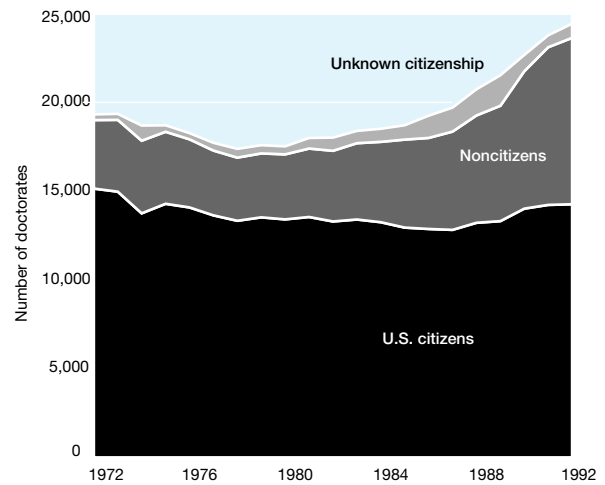 25,000
Unknown citizenship
20,000
Noncitizens
15,000
Number of doctorates
10,000
U.S. citizens
5,000
0
1972 1976 1980 1984 1988 1992